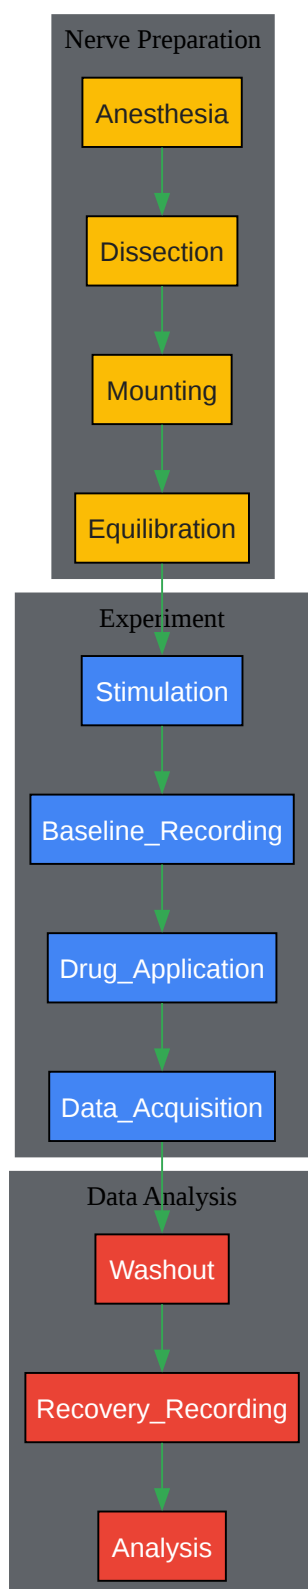 Nerve Preparation
Anesthesia
Dissection
Mounting
Equilibration
Experiment
Stimulation
Baseline_Recording
Drug_Application
Data_Acquisition
Data Analysis
Washout
Recovery_Recording
Analysis